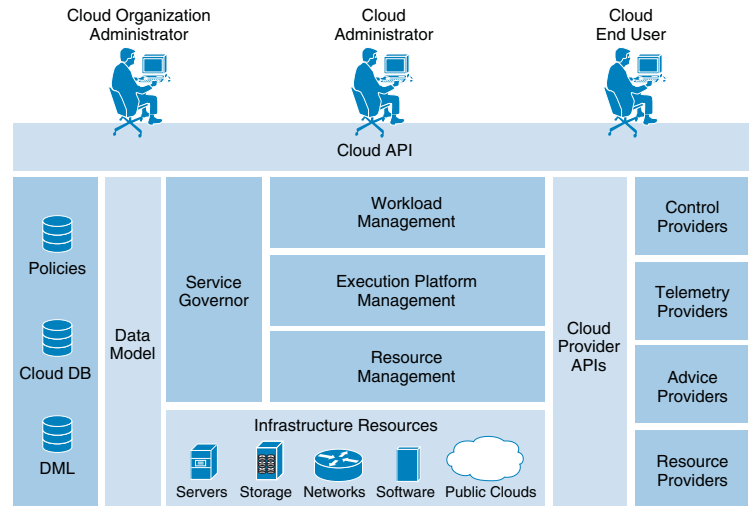 Cloud Organization
Administrator
Cloud
Administrator
Cloud
End User
Cloud API
Policies
Cloud DB
DML
Data
Model
Service
Governor
Workload
Management
Execution Platform
Management
Resource
Management
Infrastructure Resources
Servers
Storage
Networks
Software
Public Clouds
Cloud
Provider
APIs
Control
Providers
Telemetry
Providers
Advice
Providers
Resource
Providers